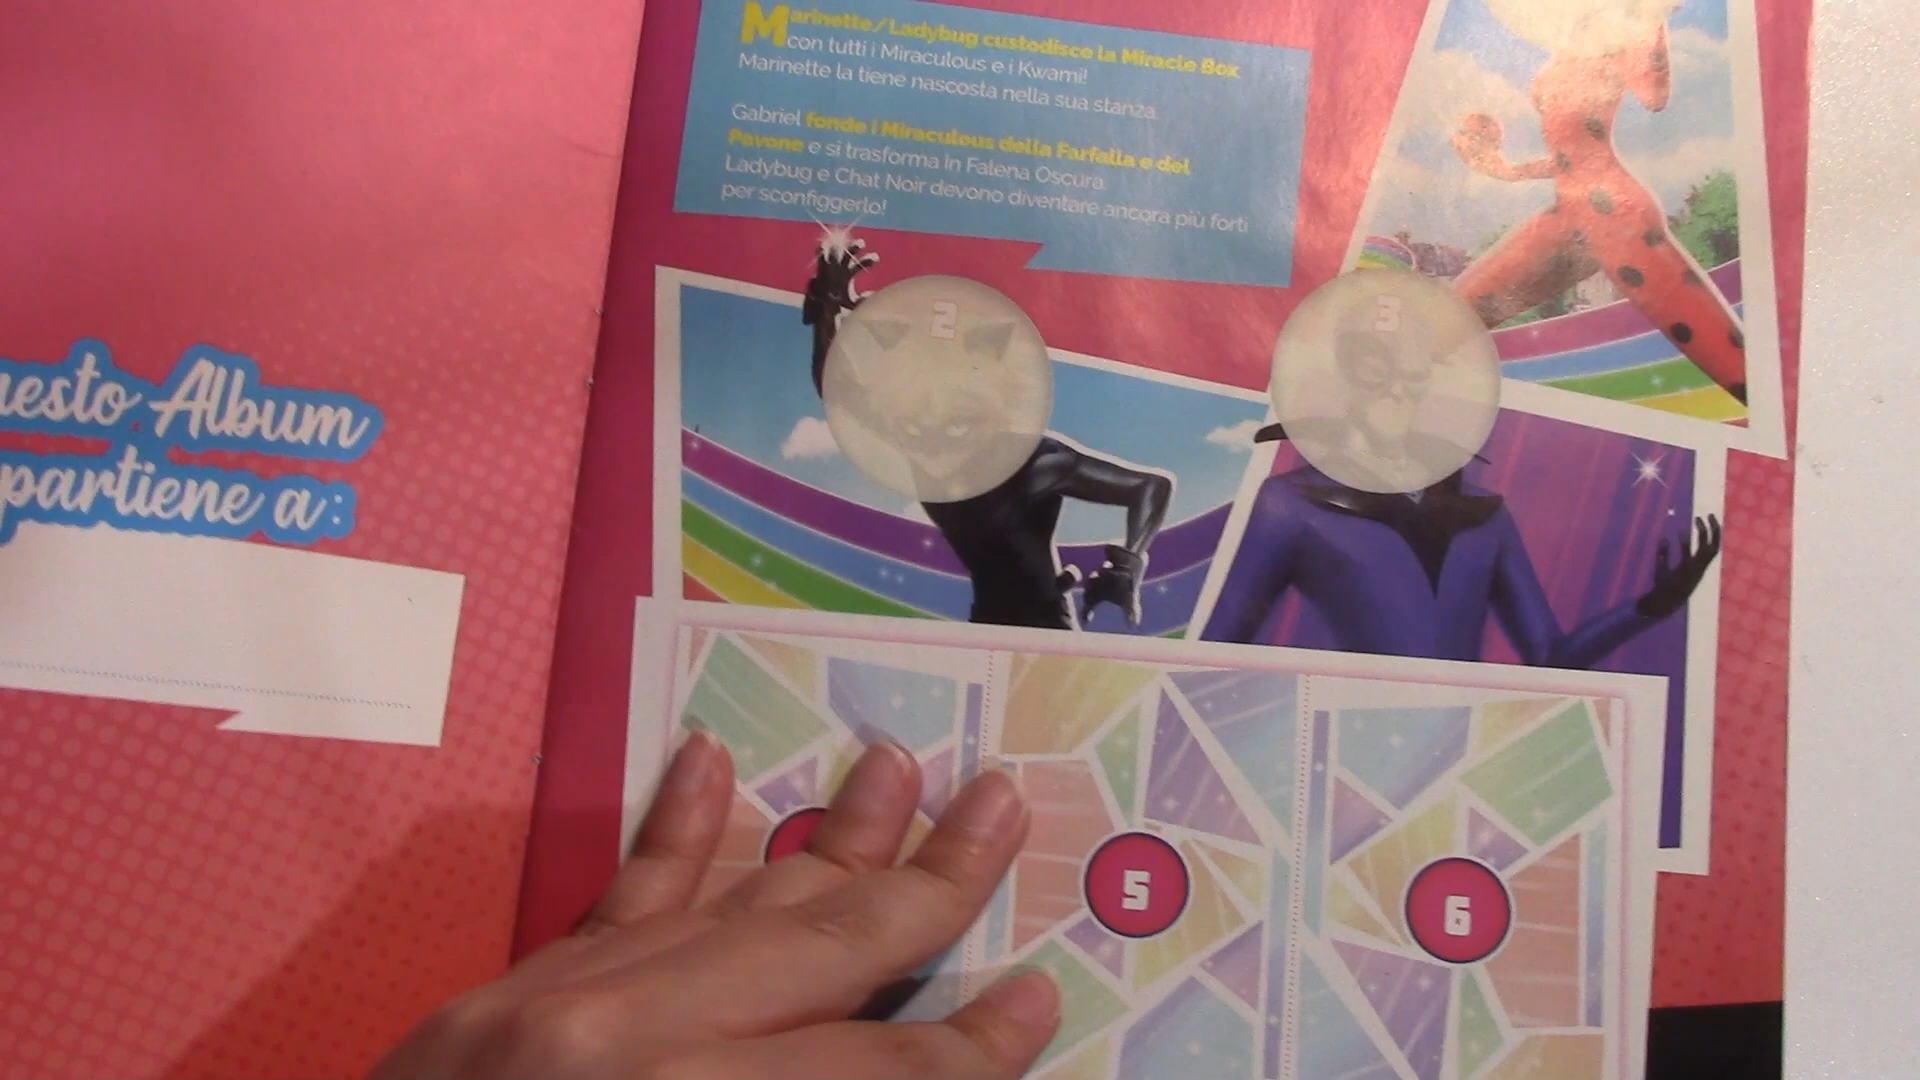 Marinette/Ladybug custodisce la Miracle Box
con tutti i Miraculous e i Kwami!
Marinette la tiene nascosta nella sua stanza.
Gabriel fonde i Miraculous della Farfalla e del
Pavone e si trasforma in Falena Oscura.
Ladybug e Chat Noir devono diventare ancora più forti
per sconfiggerlo!
2
3
uesto Album
partiene a:
5
6